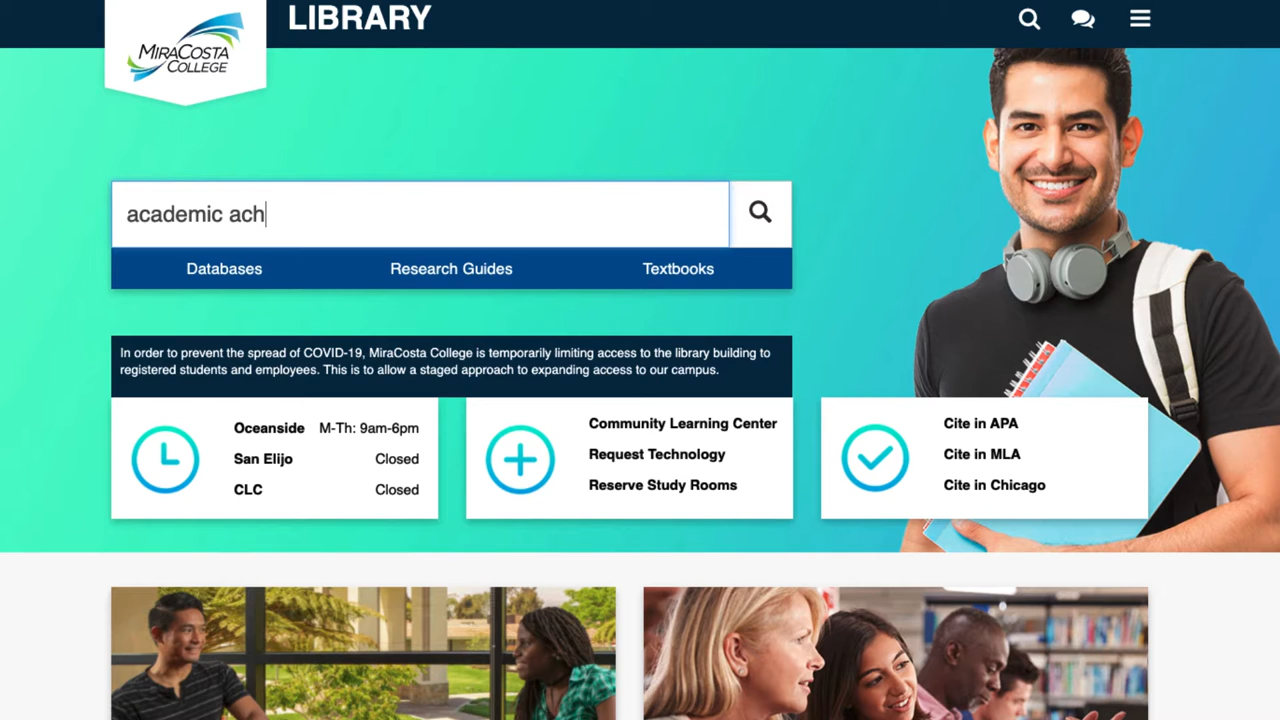 LIBRARY
MIRACOSTA
COLLEGE
academic ach
Databases Research Guides Textbooks
In order to prevent the spread of COVID-19, MiraCosta College is temporarily limiting access to the library building to
registered students and employees. This is to allow a staged approach to expanding access to our campus.
Oceanside M-Th: 9am-6pm
San Elijo Closed
CLC Closed
Community Learning Center
Request Technology
Reserve Study Rooms
Cite in APA
Cite in MLA
Cite in Chicago